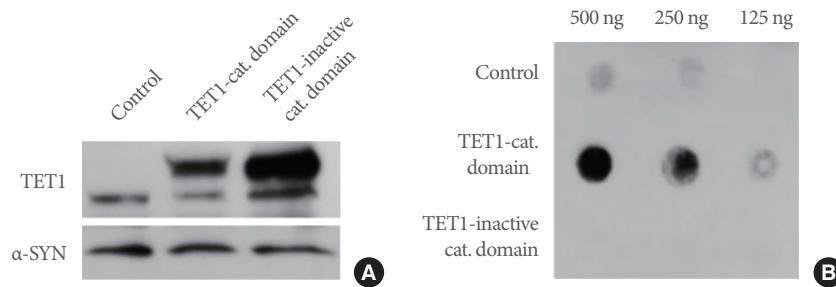 Control
TET1-cat. domain
TET1-inactive
cat. domain
TET1
α-SYN
A
500 ng 250 ng 125 ng
Control
TET1-cat.
domain
TET1-inactive
cat. domain
B